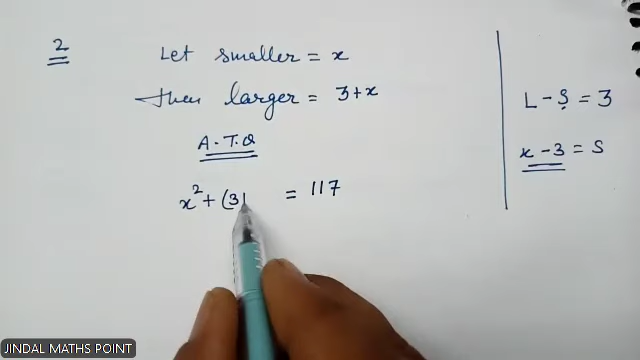 2
Let smaller = x
Then larger = 3+x
A.T.Q
x² + (3 = 117
L - S = 3
x - 3 = S
JINDAL MATHS POINT